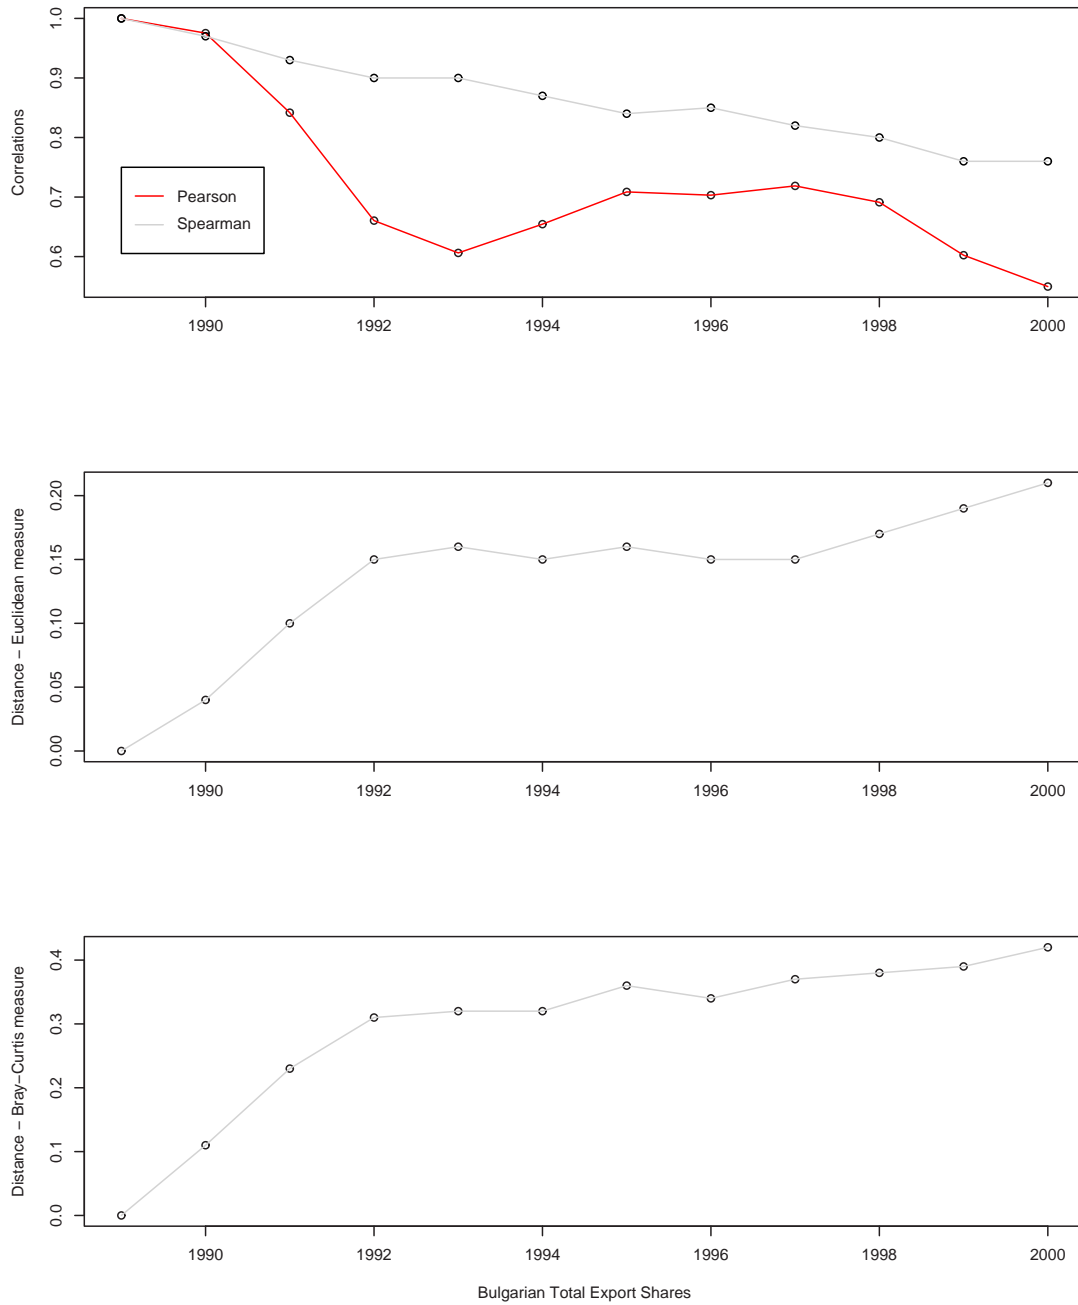 Correlations
1.0
0.9
0.8
0.7
0.6
Pearson
Spearman
1990 1992 1994 1996 1998 2000
Distance − Euclidean measure
0.20
0.15
0.10
0.05
0.00
1990 1992 1994 1996 1998 2000
Distance − Bray−Curtis measure
0.4
0.3
0.2
0.1
0.0
1990 1992 1994 1996 1998 2000
Bulgarian Total Export Shares